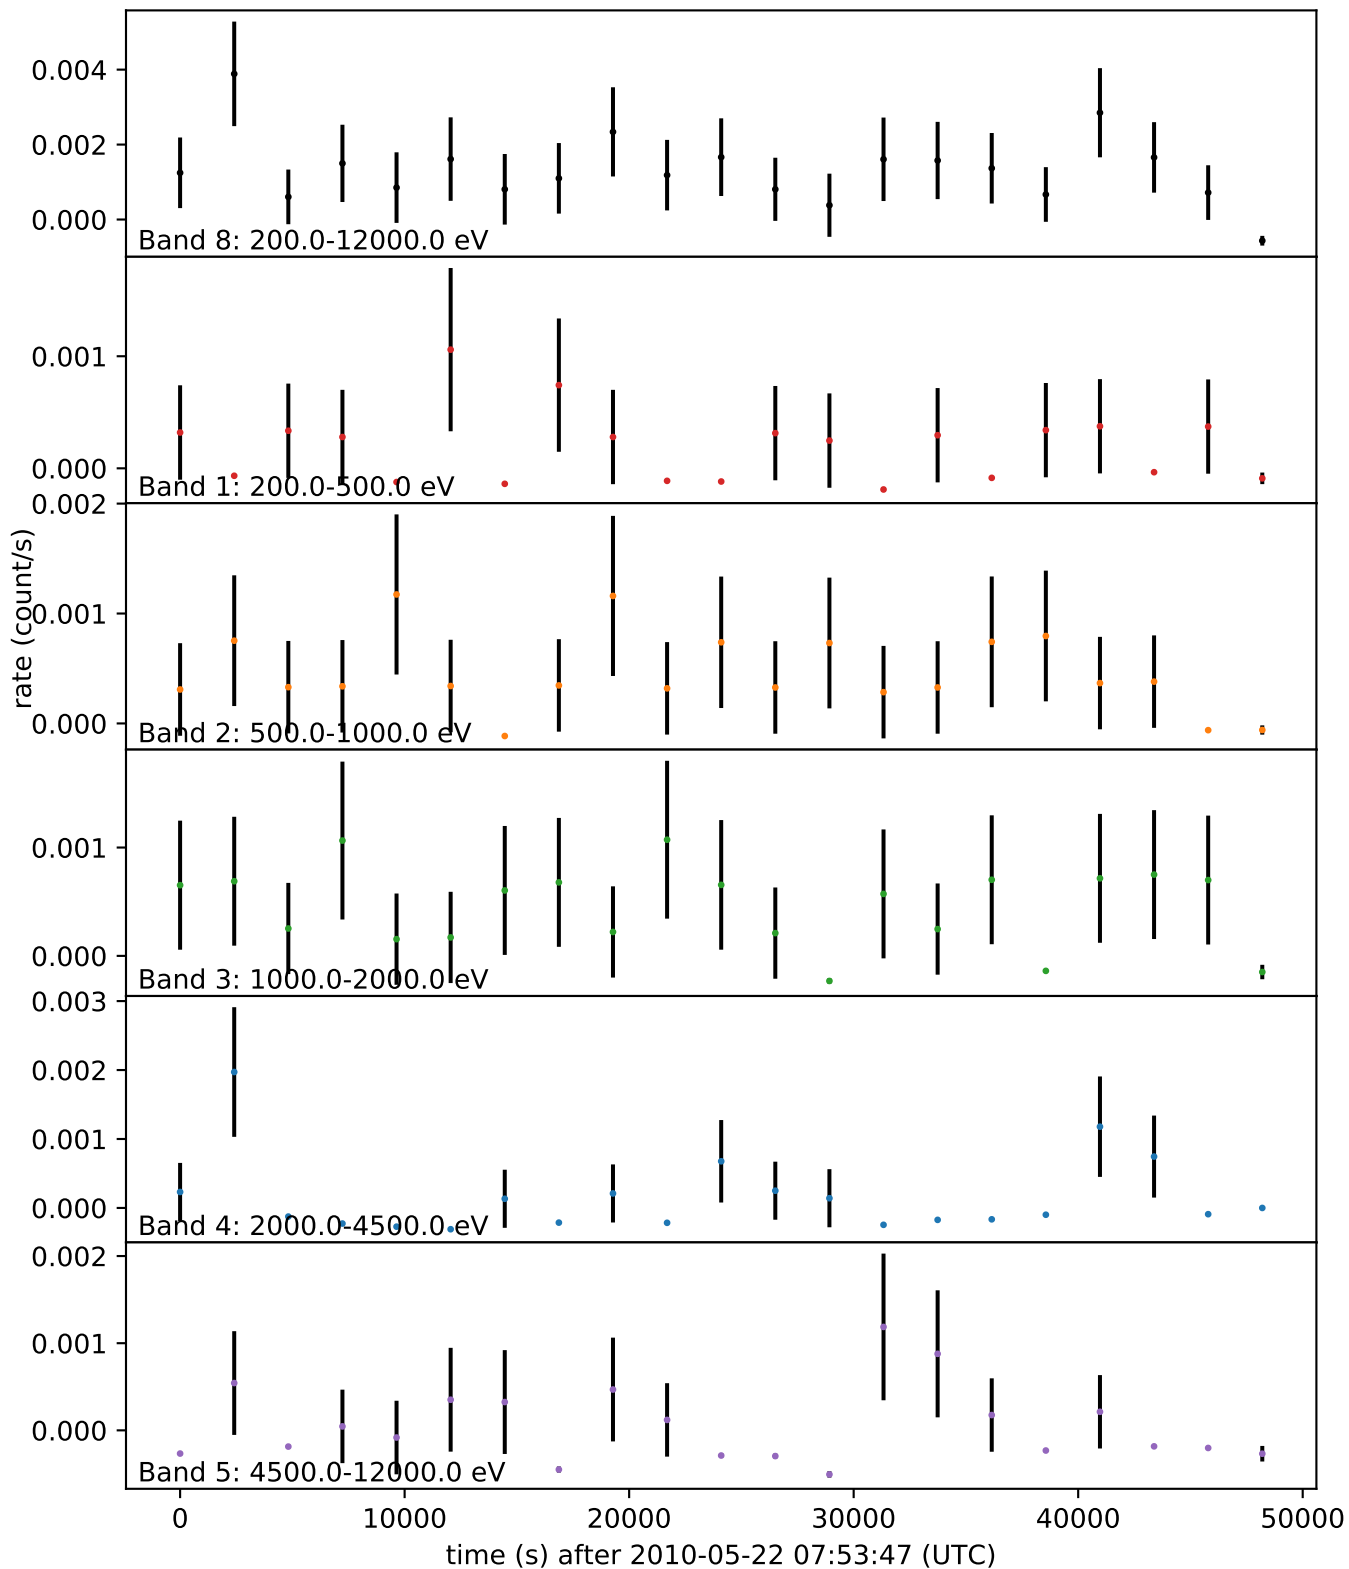 0.004
0.002
0.000
Band 8: 200.0-12000.0 eV
0.001
0.000
Band 1: 200.0-500.0 eV
0.002
rate (count/s)
0.001
0.000
Band 2: 500.0-1000.0 eV
0.001
0.000
Band 3: 1000.0-2000.0 eV
0.003
0.002
0.001
0.000
Band 4: 2000.0-4500.0 eV
0.002
0.001
0.000
Band 5: 4500.0-12000.0 eV
0 10000 20000 30000 40000 50000
time (s) after 2010-05-22 07:53:47 (UTC)